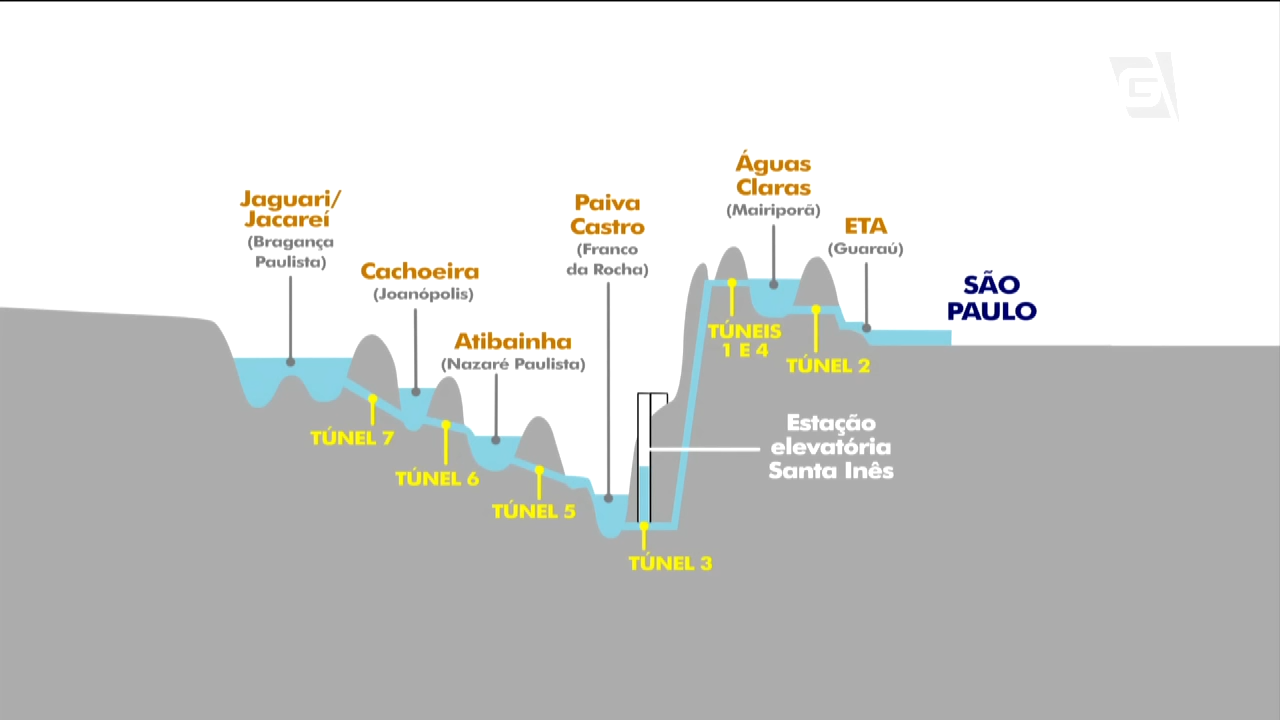 Jaguari/
Jacareí
(Bragança
Paulista)
Cachoeira
(Joanópolis)
Atibainha
(Nazaré Paulista)
Paiva
Castro
(Franco
da Rocha)
Águas
Claras
(Mairiporã)
ETA
(Guaraú)
SÃO
PAULO
TÚNEIS
1 E 4
TÚNEL 2
TÚNEL 7
TÚNEL 6
TÚNEL 5
Estação
elevatória
Santa Inês
TÚNEL 3
G